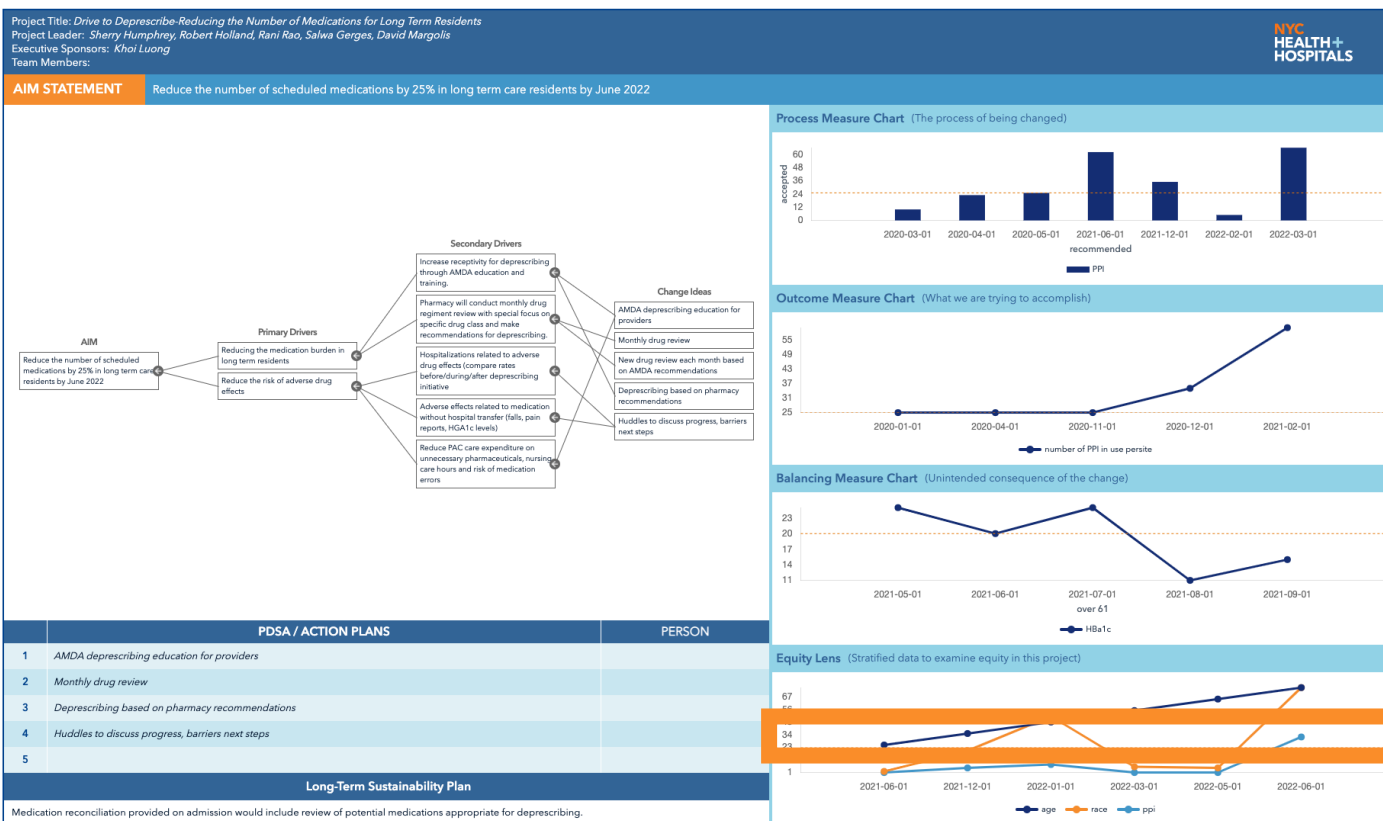 Project Title: Drive to Deprescribe-Reducing the Number of Medications for Long Term Residents
Project Leader: Sherry Humphrey, Robert Holland, Rani Rao, Salwa Gerges, David Margolis
Executive Sponsors: Khoi Luong
Team Members:
NYC
HEALTH+
HOSPITALS
AIM STATEMENT
Reduce the number of scheduled medications by 25% in long term care residents by June 2022
AIM
Reduce the number of scheduled
medications by 25% in long term care
residents by June 2022
Primary Drivers
Reducing the medication burden in
long term residents
Reduce the risk of adverse drug
effects
Secondary Drivers
Increase receptivity for deprescribing
through AMDA education and
training.
Pharmacy will conduct monthly drug
regiment review with special focus on
specific drug class and make
recommendations for deprescribing.
Hospitalizations related to adverse
drug effects (compare rates
before/during/after deprescribing
initiative
Adverse effects related to medication
without hospital transfer (falls, pain
reports, HGA1c levels)
Reduce PAC care expenditure on
unnecessary pharmaceuticals, nursing
care hours and risk of medication
errors
Change Ideas
AMDA deprescribing education for
providers
Monthly drug review
New drug review each month based
on AMDA recommendations
Deprescribing based on pharmacy
recommendations
Huddles to discuss progress, barriers
next steps
PDSA / ACTION PLANS
PERSON
1 AMDA deprescribing education for providers
2 Monthly drug review
3 Deprescribing based on pharmacy recommendations
4 Huddles to discuss progress, barriers next steps
5
Long-Term Sustainability Plan
Medication reconciliation provided on admission would include review of potential medications appropriate for deprescribing.
Process Measure Chart (The process of being changed)
accepted
60
48
36
24
12
0
2020-03-01 2020-04-01 2020-05-01 2021-06-01 2021-12-01 2022-02-01 2022-03-01
recommended
PPI
Outcome Measure Chart (What we are trying to accomplish)
55
49
43
37
31
25
2020-01-01 2020-04-01 2020-11-01 2020-12-01 2021-02-01
number of PPI in use persite
Balancing Measure Chart (Unintended consequence of the change)
23
20
17
14
11
2021-05-01 2021-06-01 2021-07-01 2021-08-01 2021-09-01
over 61
HBa1c
Equity Lens (Stratified data to examine equity in this project)
67
34
1
2021-06-01 2021-12-01 2022-01-01 2022-03-01 2022-05-01 2022-06-01
age race ppi